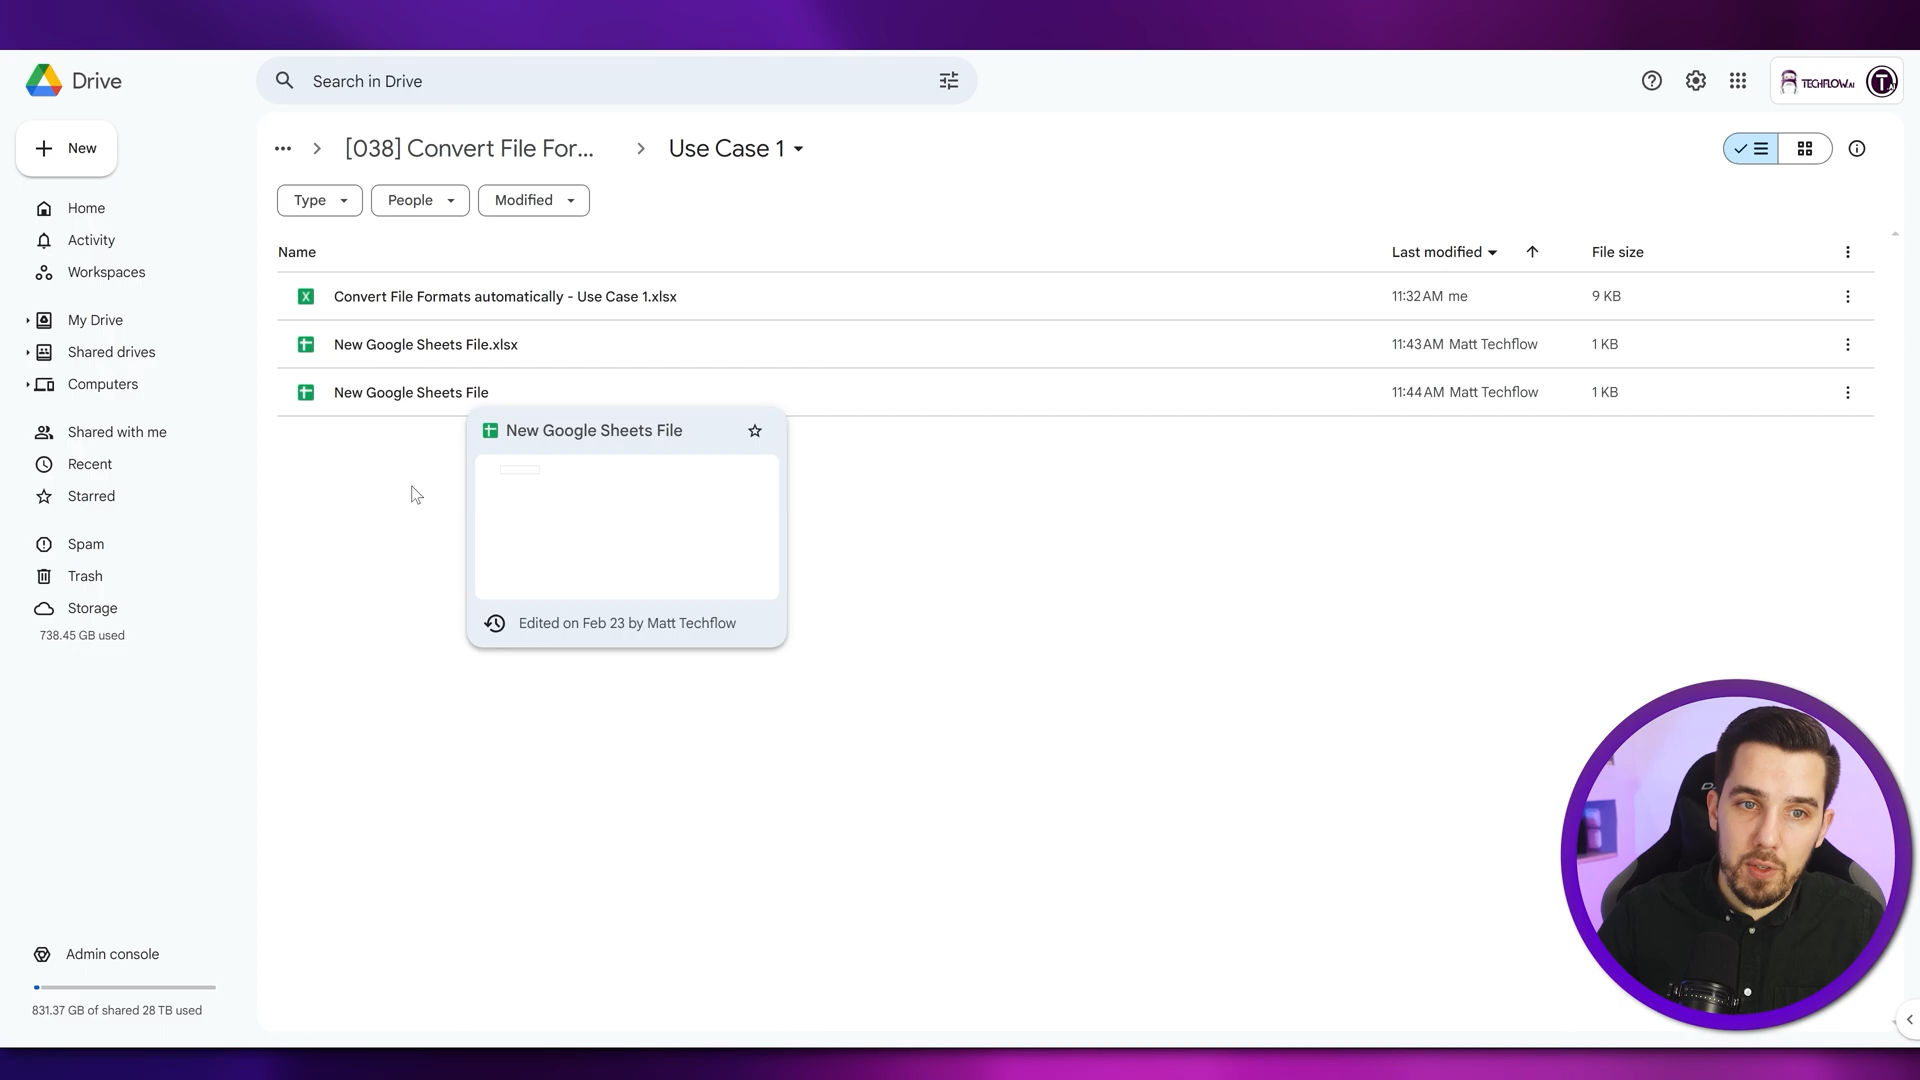 Drive
Search in Drive
TECHFLOW.AI
New
[038] Convert File For...
Use Case 1
Type
People
Modified
Home
Activity
Workspaces
My Drive
Shared drives
Computers
Shared with me
Recent
Starred
Spam
Trash
Storage
738.45 GB used
Name
Last modified
File size
Convert File Formats automatically - Use Case 1.xlsx
11:32 AM me
9 KB
New Google Sheets File.xlsx
11:43 AM Matt Techflow
1 KB
New Google Sheets File
11:44 AM Matt Techflow
1 KB
New Google Sheets File
Edited on Feb 23 by Matt Techflow
Admin console
831.37 GB of shared 28 TB used